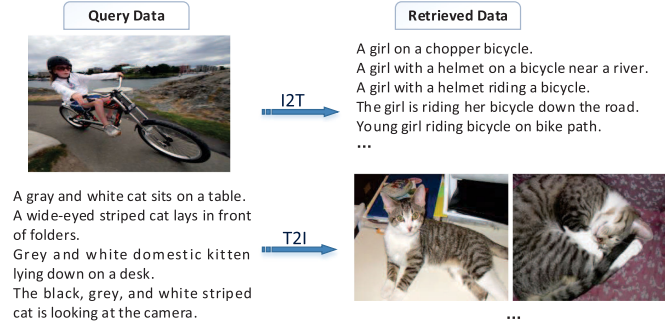 Query Data
Retrieved Data
I2T
A girl on a chopper bicycle.
A girl with a helmet on a bicycle near a river.
A girl with a helmet riding a bicycle.
The girl is riding her bicycle down the road.
Young girl riding bicycle on bike path.
...
A gray and white cat sits on a table.
A wide-eyed striped cat lays in front
of folders.
Grey and white domestic kitten
lying down on a desk.
The black, grey, and white striped
cat is looking at the camera.
T2I
...